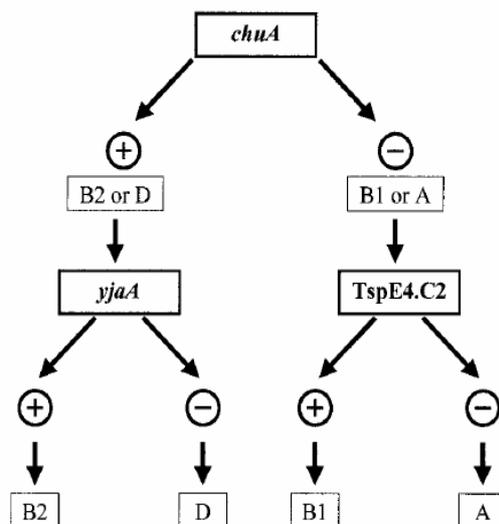 chuA
+ −
B2 or D B1 or A
yjaA TspE4.C2
+ − + −
B2 D B1 A